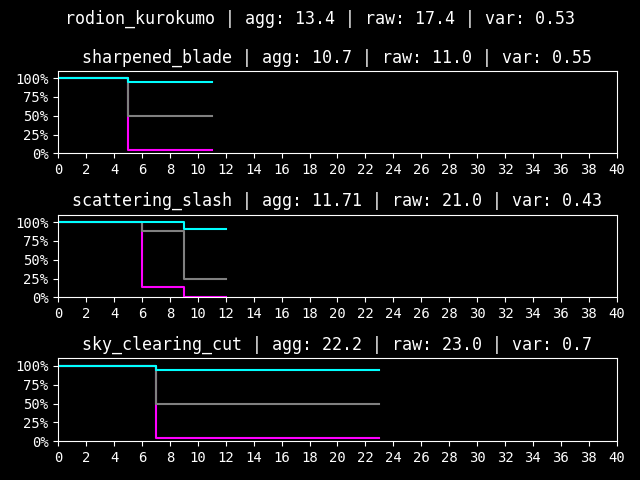 rodion_kurokumo | agg: 13.4 | raw: 17.4 | var: 0.53
sharpened_blade | agg: 10.7 | raw: 11.0 | var: 0.55
100%
75%
50%
25%
0%
0 2 4 6 8 10 12 14 16 18 20 22 24 26 28 30 32 34 36 38 40
scattering_slash | agg: 11.71 | raw: 21.0 | var: 0.43
100%
75%
50%
25%
0%
0 2 4 6 8 10 12 14 16 18 20 22 24 26 28 30 32 34 36 38 40
sky_clearing_cut | agg: 22.2 | raw: 23.0 | var: 0.7
100%
75%
50%
25%
0%
0 2 4 6 8 10 12 14 16 18 20 22 24 26 28 30 32 34 36 38 40